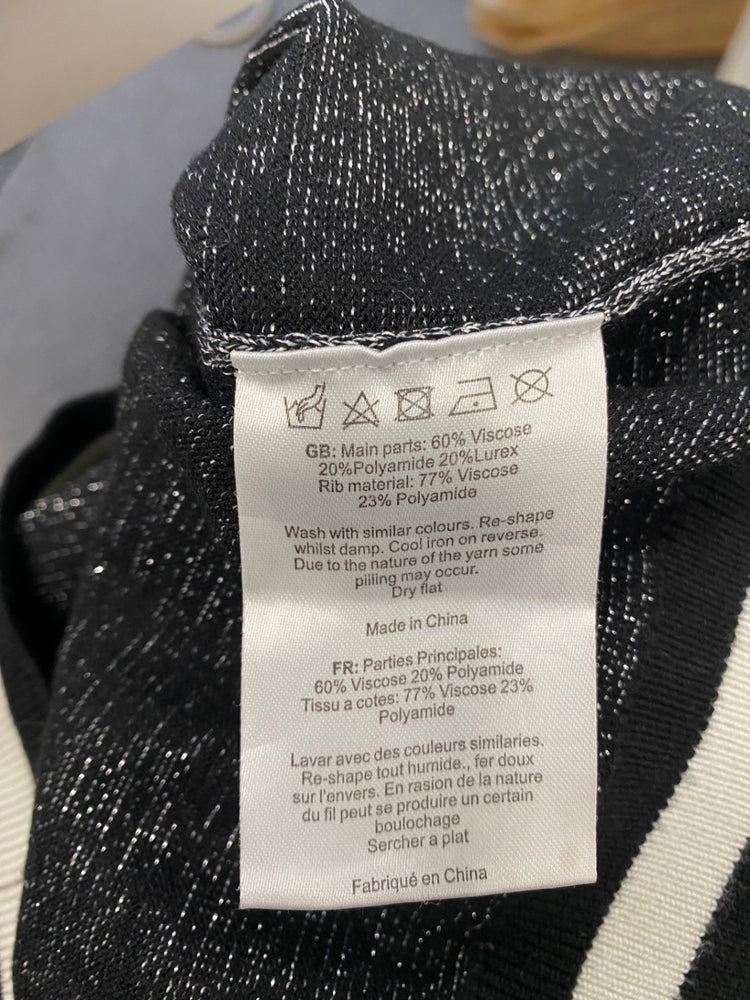 GB: Main parts: 60% Viscose
20%Polyamide 20%Lurex
Rib material: 77% Viscose
23% Polyamide
Wash with similar colours. Re-shape
whilst damp. Cool iron on reverse.
Due to the nature of the yarn some
pilling may occur.
Dry flat
Made in China
FR: Parties Principales:
60% Viscose 20% Polyamide
Tissu a cotes: 77% Viscose 23%
Polyamide
Lavar avec des couleurs similaries.
Re-shape tout humide., fer doux
sur l'envers. En rasion de la nature
du fil peut se produire un certain
boulochage
Sercher a plat
Fabriqué en China